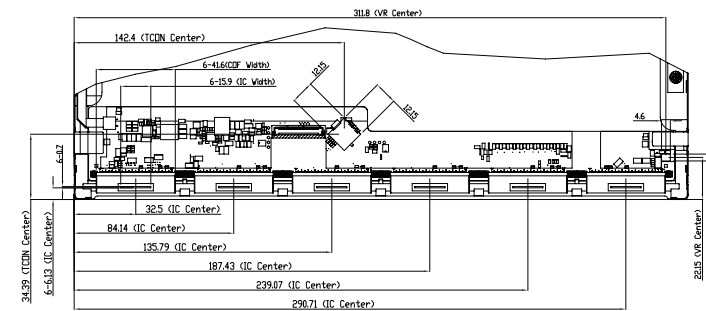 311.8 (VR Center)
142.4 (TCON Center)
6-41.6(COF Width)
6-15.9 (IC Width)
12.15
12.15
4.6
6-0.7
34.39 (TCON Center)
6-6.13 (IC Center)
22.15 (VR Center)
32.5 (IC Center)
84.14 (IC Center)
135.79 (IC Center)
187.43 (IC Center)
239.07 (IC Center)
290.71 (IC Center)